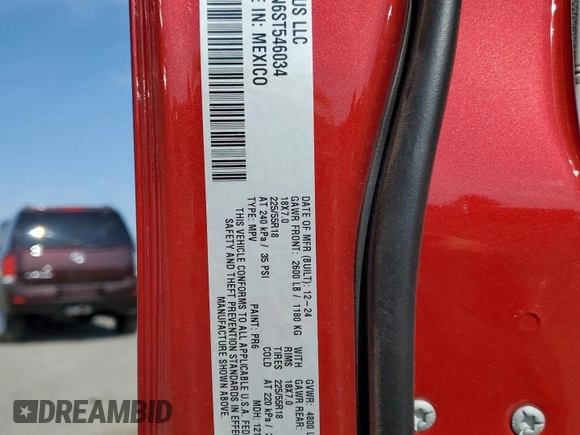 US LLC
N6ST546034
E IN: MEXICO
DATE OF MFR (BUILT): 12-24
GVWR: 4800 L
GAWR FRONT: 2600 LB / 1180 KG WITH GAWR REAR:
18X7.0 RIMS 18X7.0
225/55R18 TIRES 225/55R18
AT 240 kPa / 35 PSI COLD AT 220 kPa /
TYPE: MPV PAINT: PR6 MDH: 121
THIS VEHICLE CONFORMS TO ALL APPLICABLE U.S.A. FED
SAFETY AND THEFT PREVENTION STANDARDS IN EFFE
MANUFACTURE SHOWN ABOVE
DREAMBID